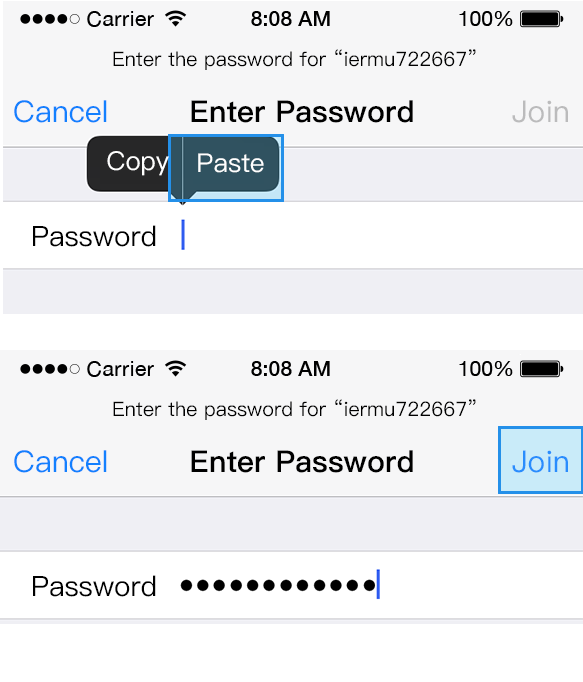 ●●●●○ Carrier 8:08 AM 100%
Enter the password for “iermu722667”
Cancel Enter Password Join
Copy Paste
Password
●●●●○ Carrier 8:08 AM 100%
Enter the password for “iermu722667”
Cancel Enter Password Join
Password ●●●●●●●●●●●●